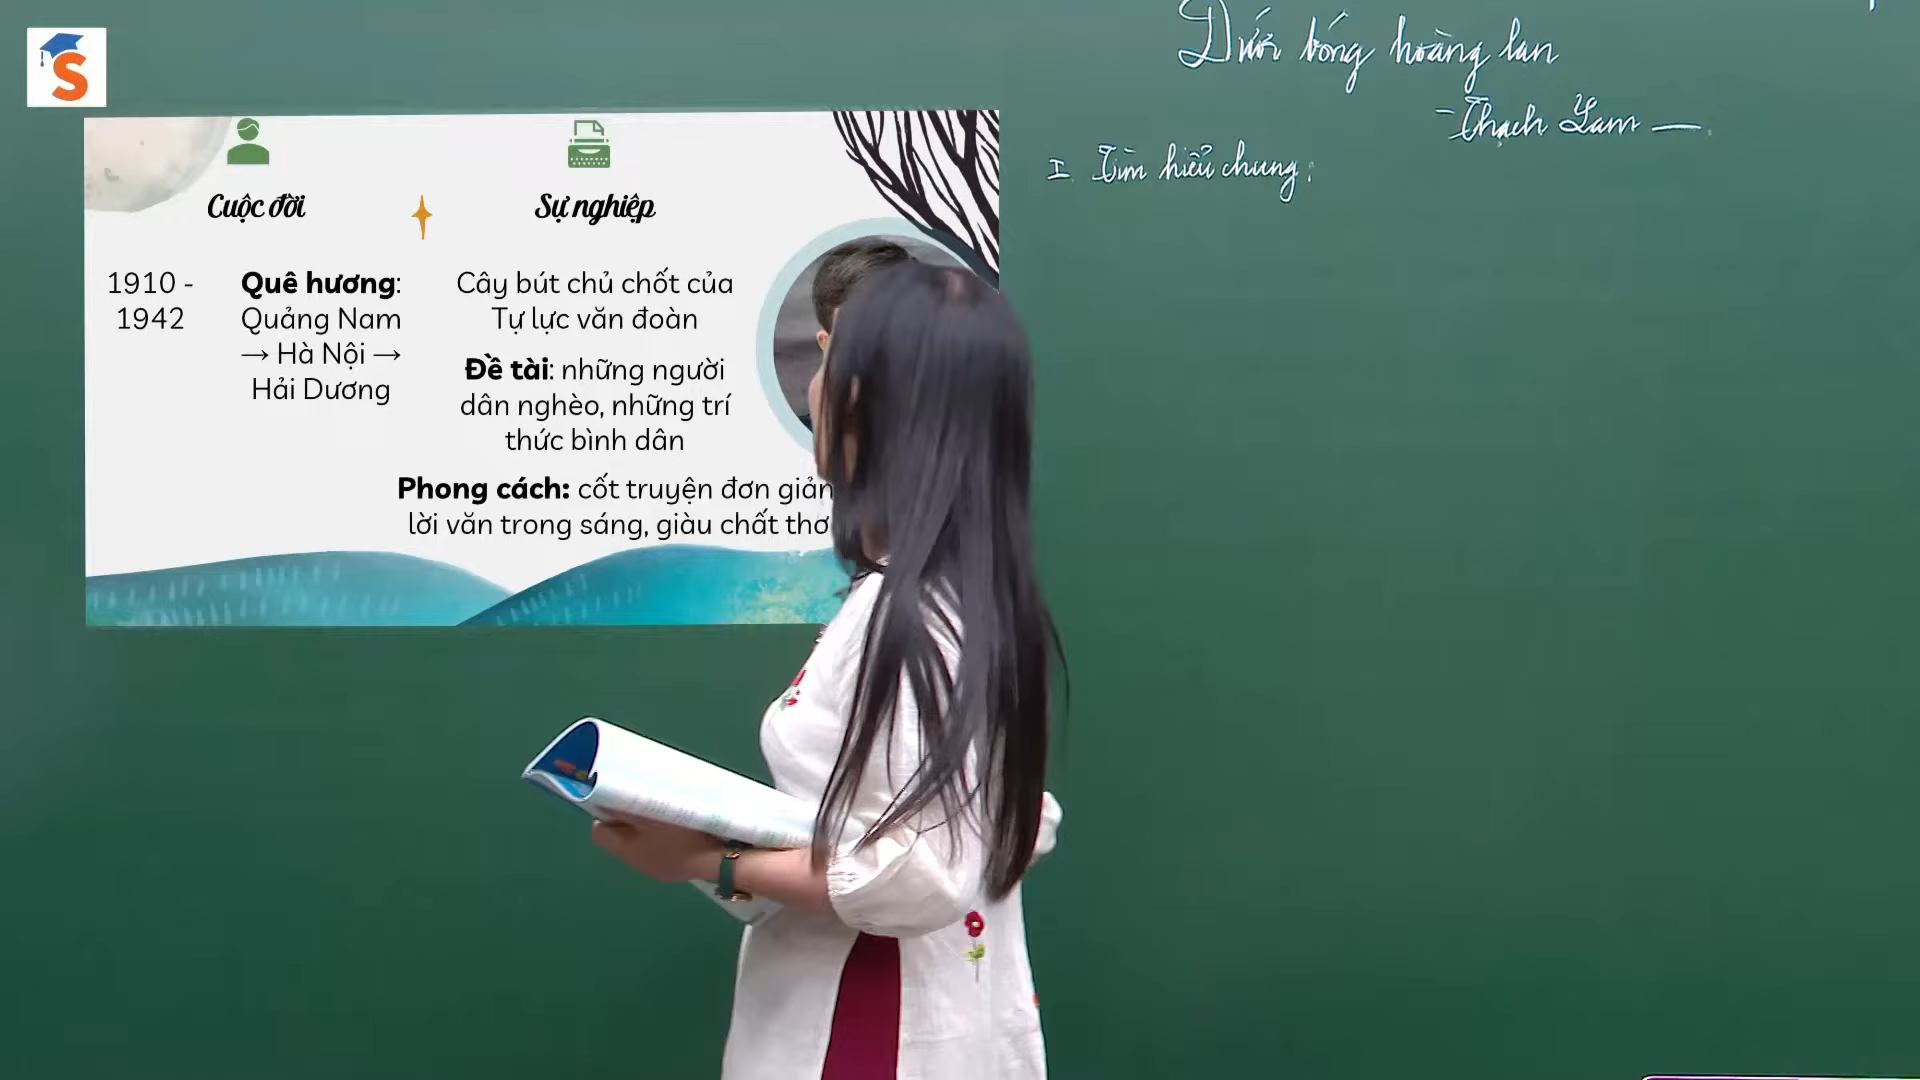 S
Cuộc đời
Sự nghiệp
1910 -
1942
Quê hương:
Quảng Nam
→ Hà Nội →
Hải Dương
Cây bút chủ chốt của
Tự lực văn đoàn
Đề tài: những người
dân nghèo, những trí
thức bình dân
Phong cách: cốt truyện đơn giản
lời văn trong sáng, giàu chất thơ
Dưới bóng hoàng lan
- Thạch Lam -
I. Tìm hiểu chung: